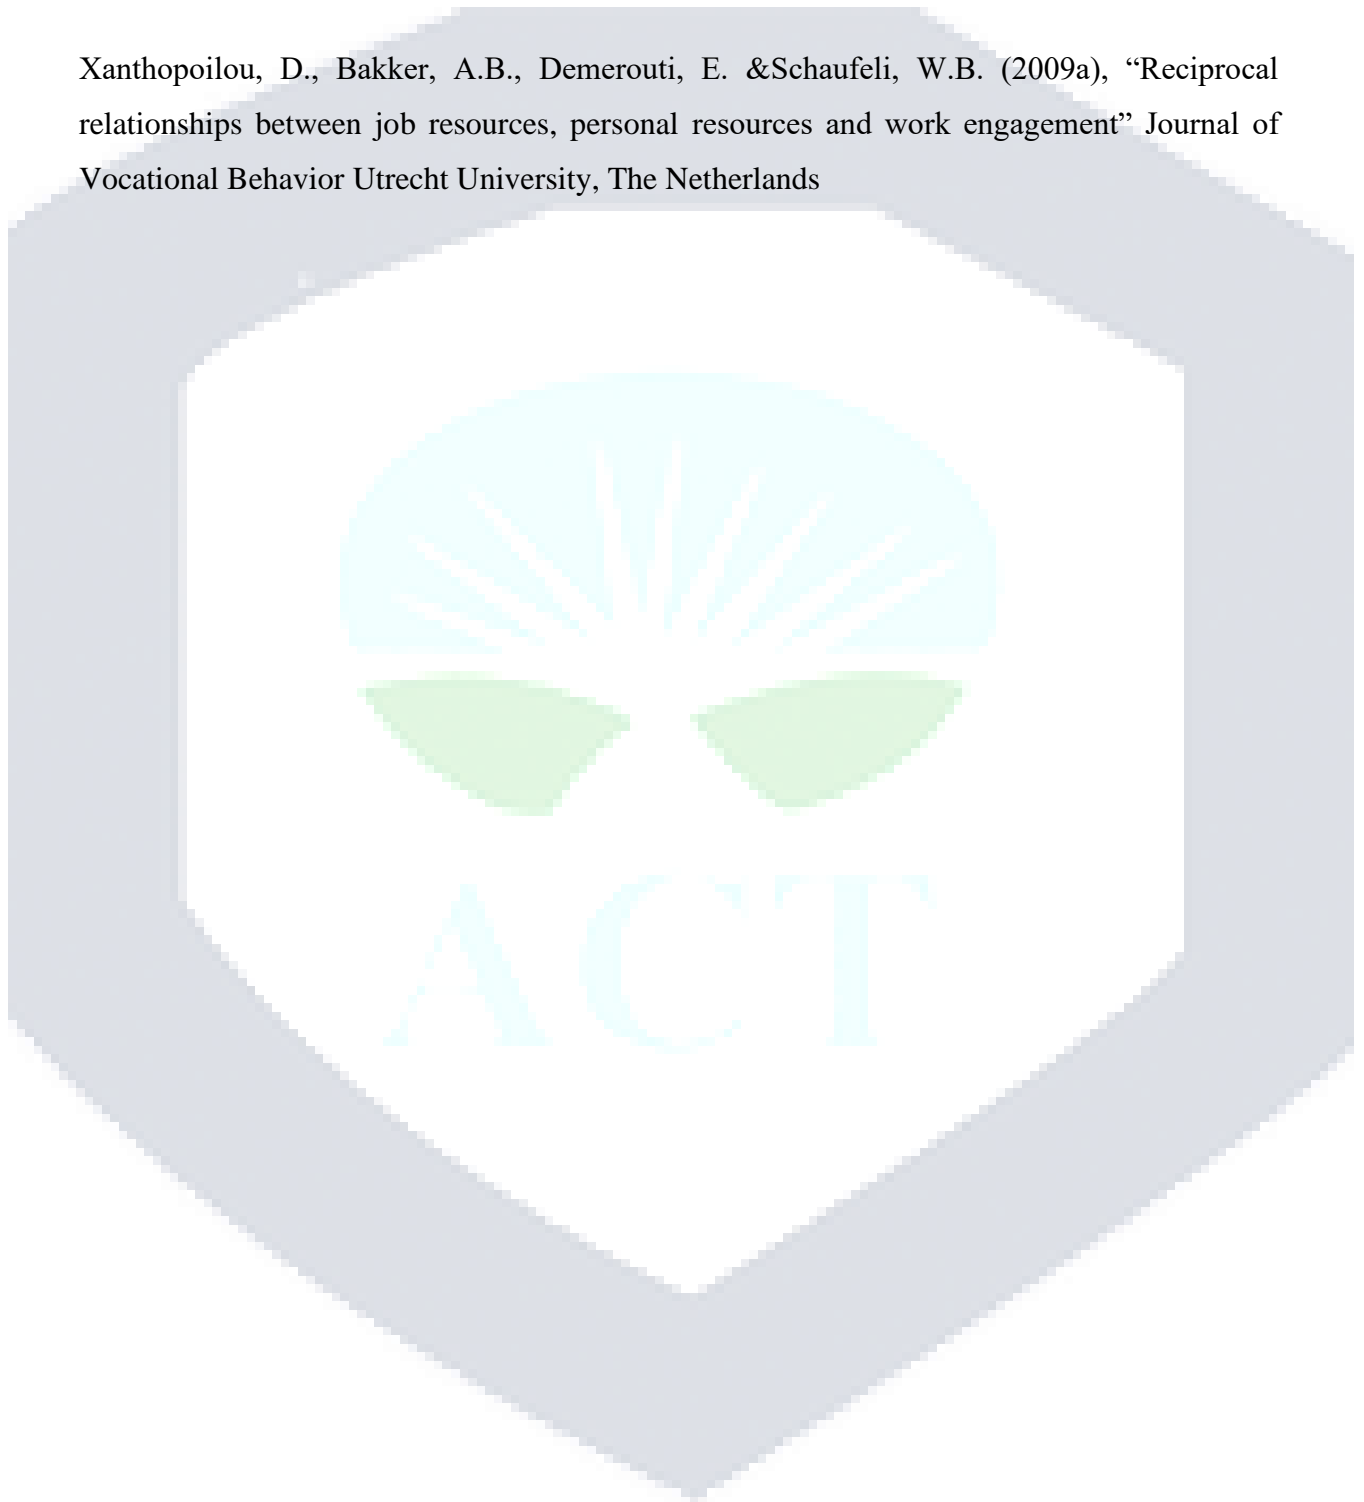 Xanthopoilou, D., Bakker, A.B., Demerouti, E. &Schaufeli, W.B. (2009a), “Reciprocal
relationships between job resources, personal resources and work engagement” Journal of
Vocational Behavior Utrecht University, The Netherlands
ACT